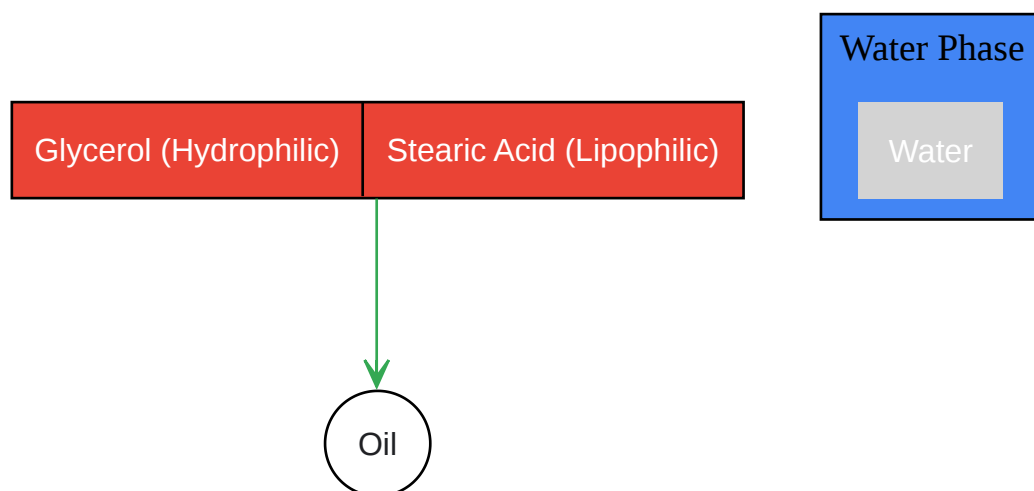 Water Phase
Glycerol (Hydrophilic)
Stearic Acid (Lipophilic)
Water
Oil